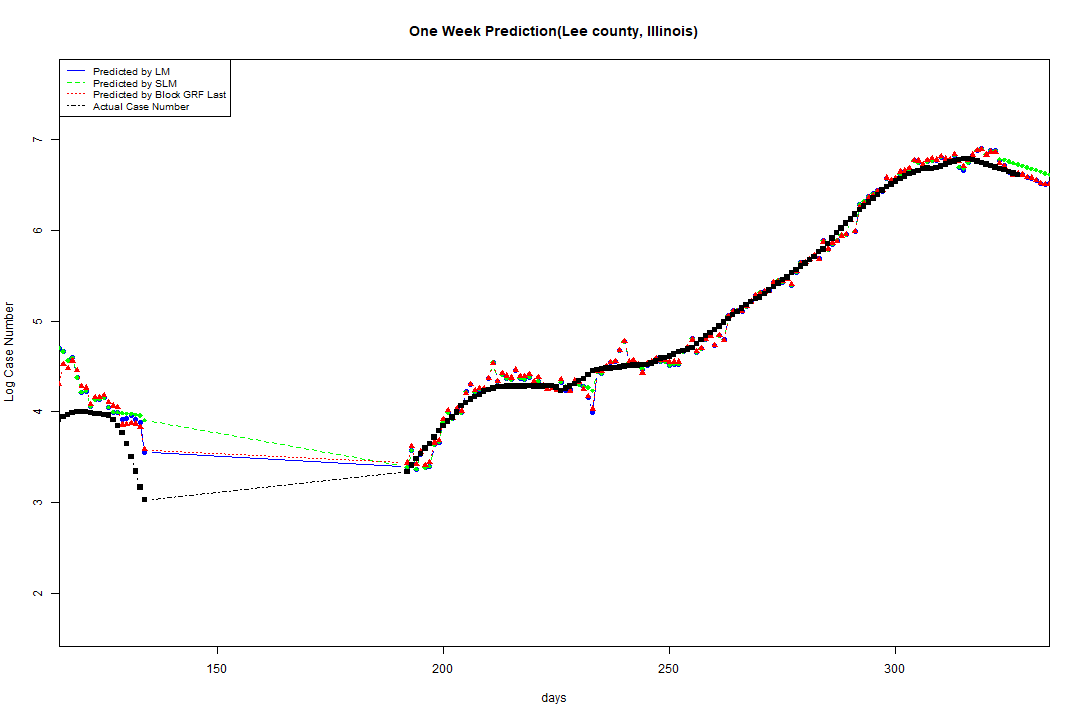 One Week Prediction(Lee county, Illinois)
Predicted by LM
Predicted by SLM
Predicted by Block GRF Last
Actual Case Number
Log Case Number
7
6
5
4
3
2
150
200
250
300
days